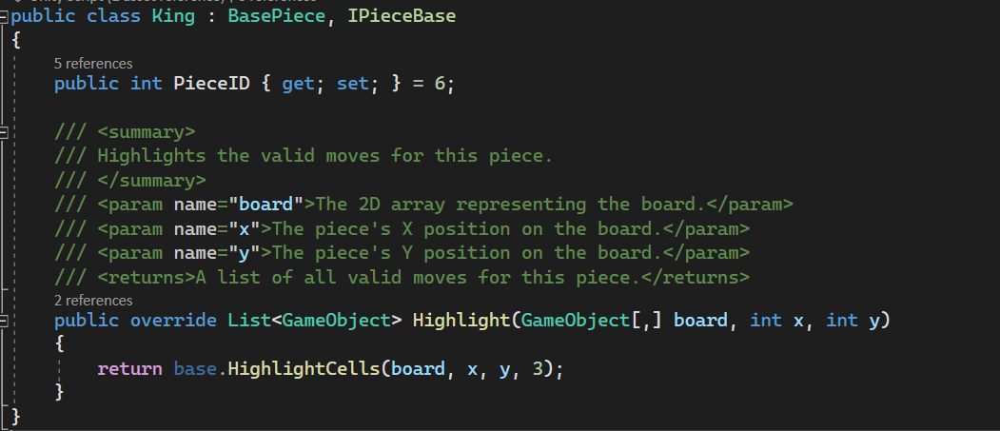 public class King : BasePiece, IPieceBase
{
5 references
public int PieceID { get; set; } = 6;
/// <summary>
/// Highlights the valid moves for this piece.
/// </summary>
/// <param name="board">The 2D array representing the board.</param>
/// <param name="x">The piece's X position on the board.</param>
/// <param name="y">The piece's Y position on the board.</param>
/// <returns>A list of all valid moves for this piece.</returns>
2 references
public override List<GameObject> Highlight(GameObject[,] board, int x, int y)
{
return base.HighlightCells(board, x, y, 3);
}
}